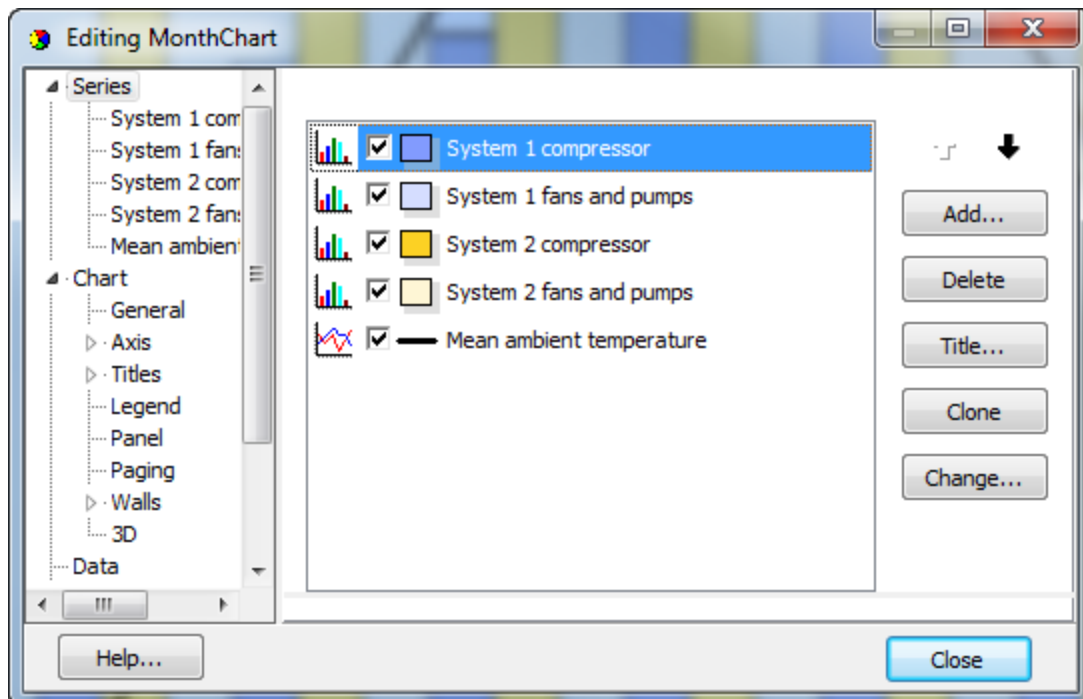 Editing MonthChart
Series
System 1 com
System 1 fans
System 2 com
System 2 fans
Mean ambient
Chart
General
Axis
Titles
Legend
Panel
Paging
Walls
3D
Data
System 1 compressor
System 1 fans and pumps
System 2 compressor
System 2 fans and pumps
Mean ambient temperature
Add...
Delete
Title...
Clone
Change...
Help...
Close